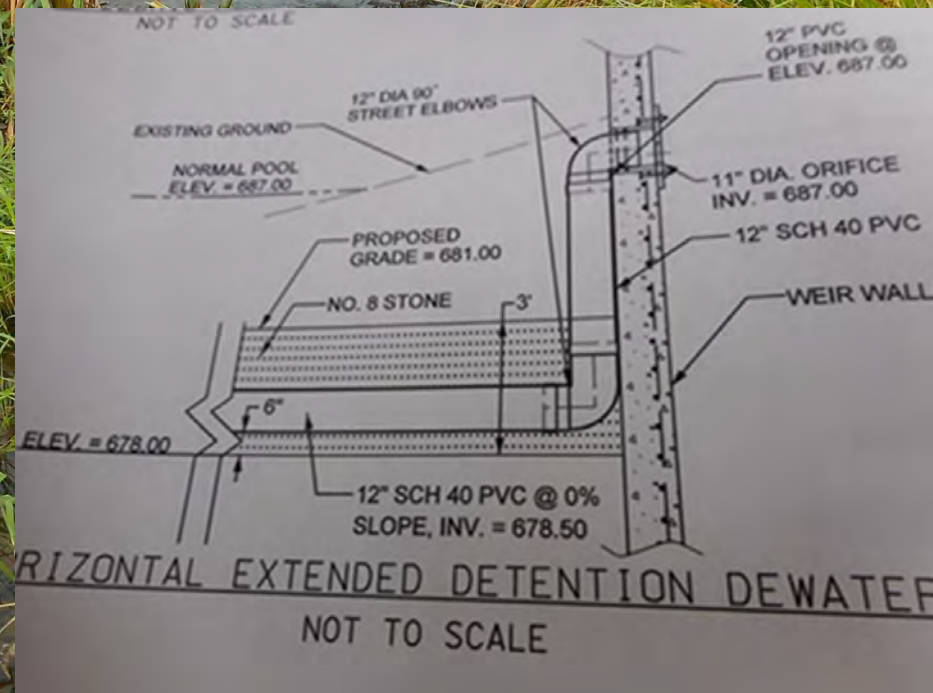 NOT TO SCALE
12" PVC
OPENING @
ELEV. 687.00
12" DIA 90°
STREET ELBOWS
EXISTING GROUND
NORMAL POOL
ELEV. = 687.00
11" DIA. ORIFICE
INV. = 687.00
PROPOSED
GRADE = 681.00
12" SCH 40 PVC
NO. 8 STONE
3'
WEIR WALL
6"
ELEV. = 678.00
12" SCH 40 PVC @ 0%
SLOPE, INV. = 678.50
RIZONTAL EXTENDED DETENTION DEWATER
NOT TO SCALE